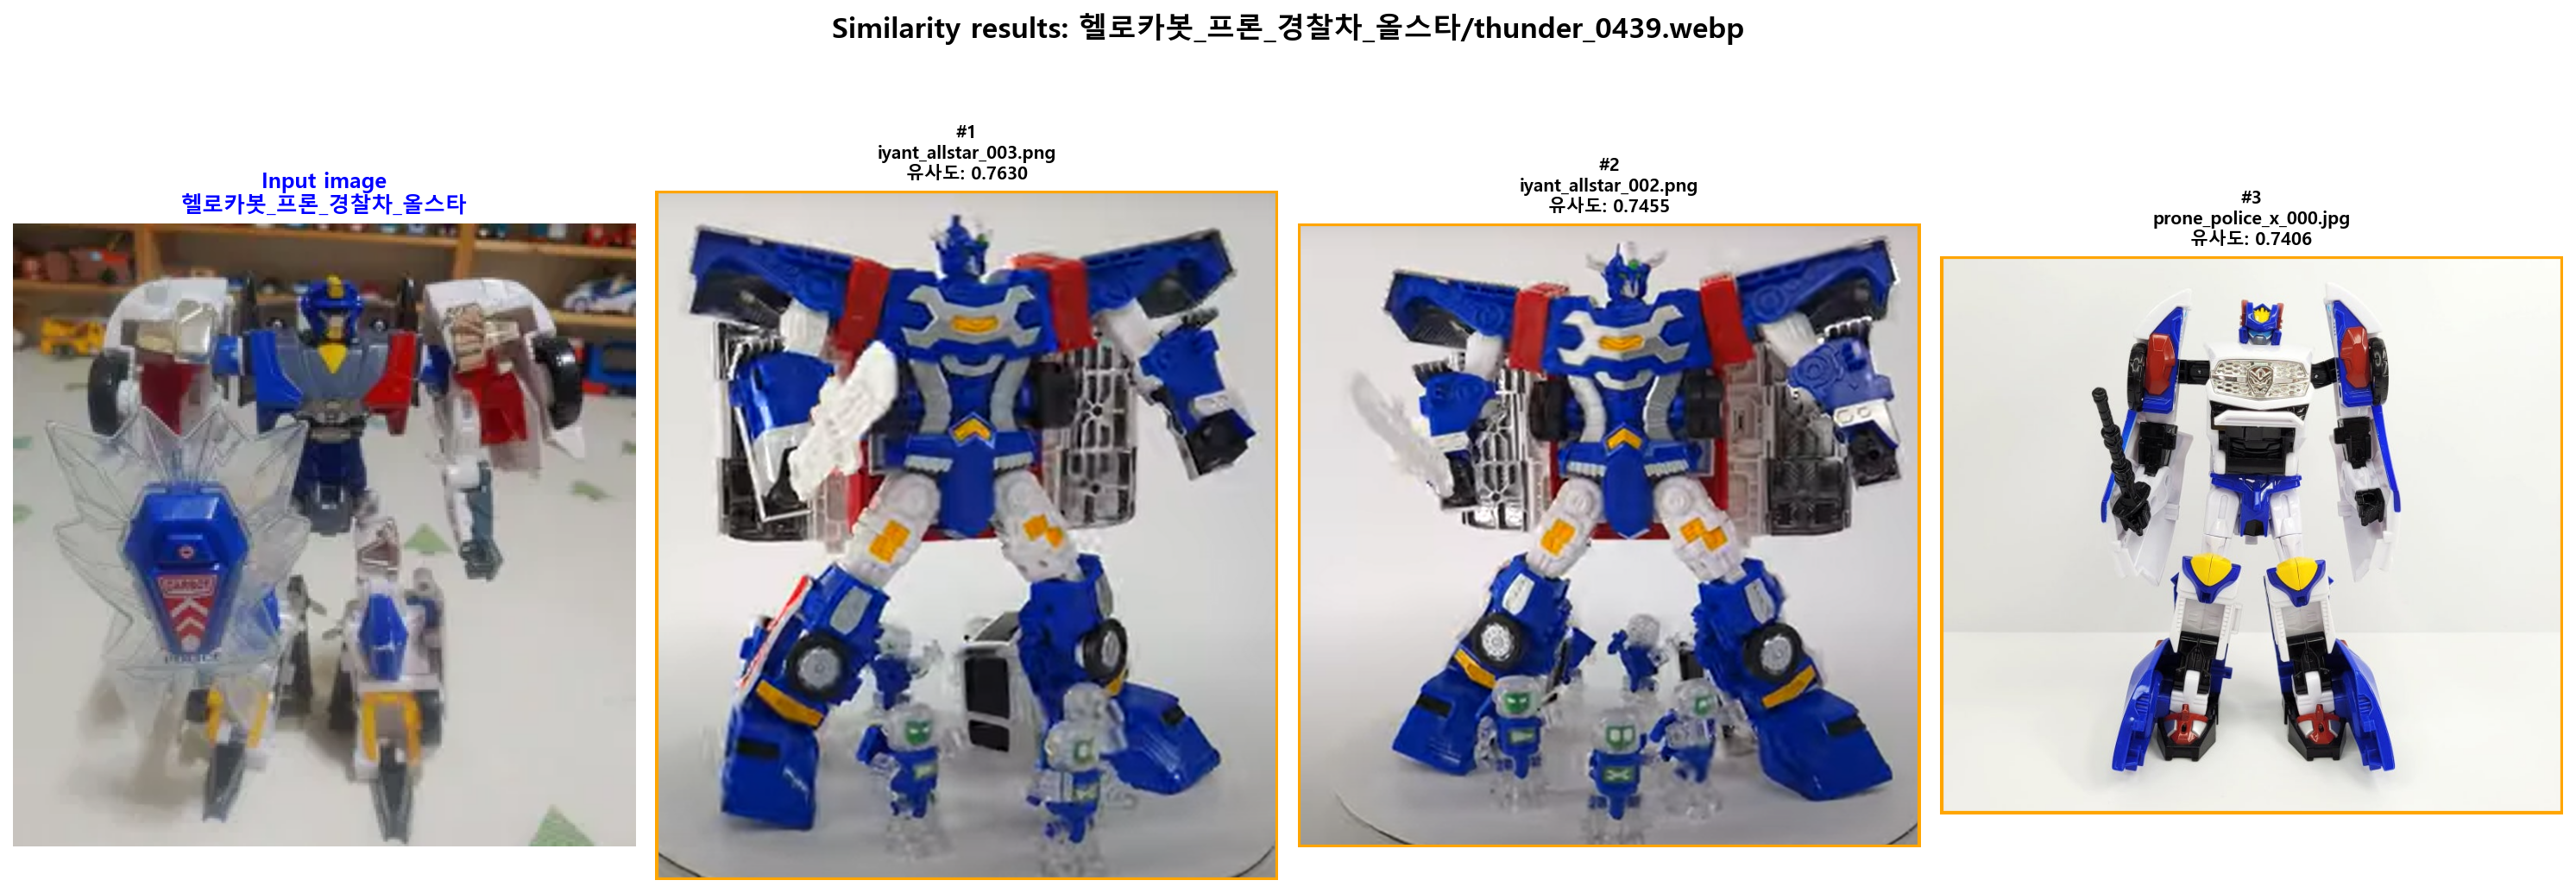 Similarity results: 헬로카봇_프론_경찰차_올스타/thunder_0439.webp
Input image
헬로카봇_프론_경찰차_올스타
#1
iyant_allstar_003.png
유사도: 0.7630
#2
iyant_allstar_002.png
유사도: 0.7455
#3
prone_police_x_000.jpg
유사도: 0.7406